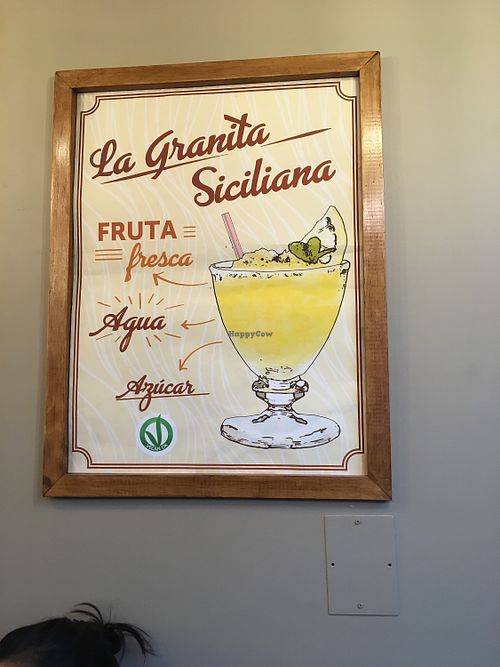 La Granita
Siciliana
FRUTA
fresca
Agua
HappyCow
Azúcar